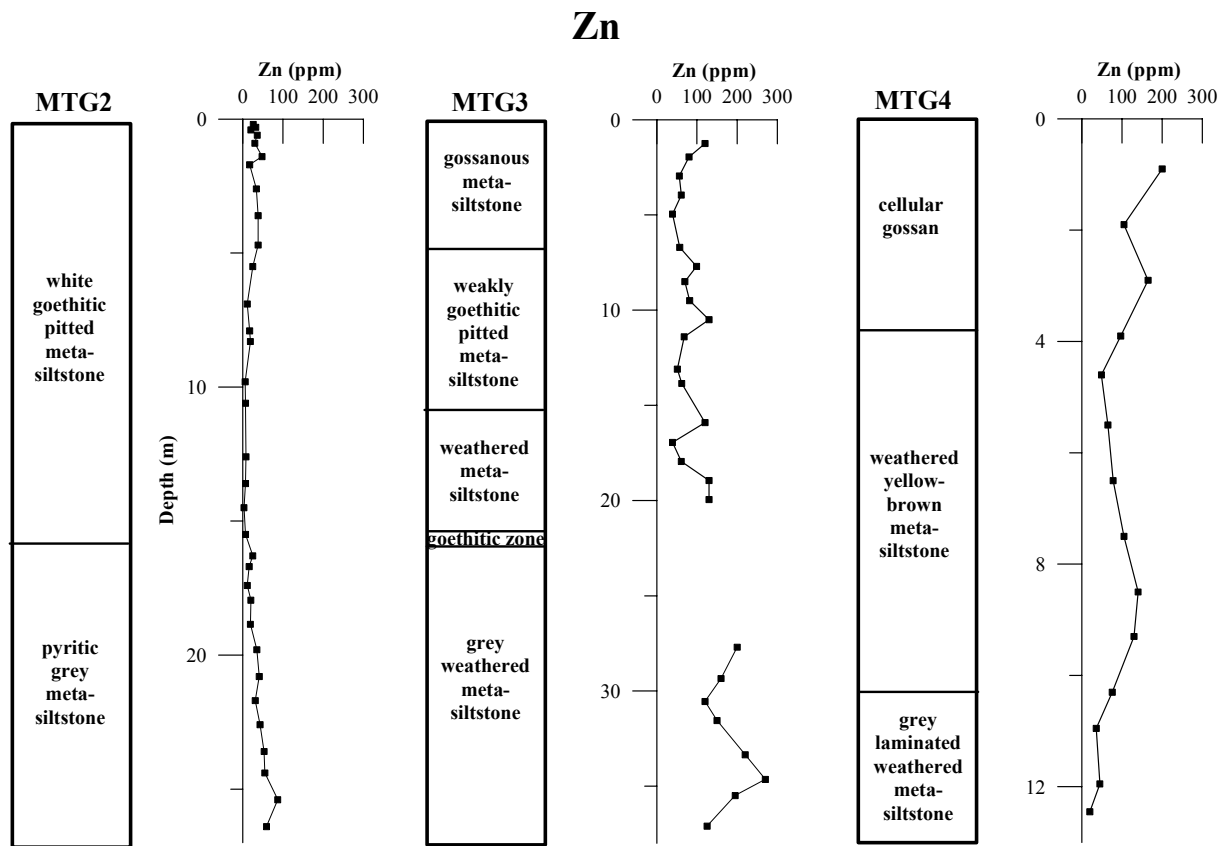 Zn
Zn (ppm)
0 100 200 300
MTG2
white
goethitic
pitted
meta-
siltstone
pyritic
grey
meta-
siltstone
Depth (m)
0
10
20
Zn (ppm)
0 100 200 300
MTG3
gossanous
meta-
siltstone
weakly
goethitic
pitted
meta-
siltstone
weathered
meta-
siltstone
goethitic zone
grey
weathered
meta-
siltstone
0
10
20
30
Zn (ppm)
0 100 200 300
MTG4
cellular
gossan
weathered
yellow-
brown
meta-
siltstone
grey
laminated
weathered
meta-
siltstone
0
4
8
12